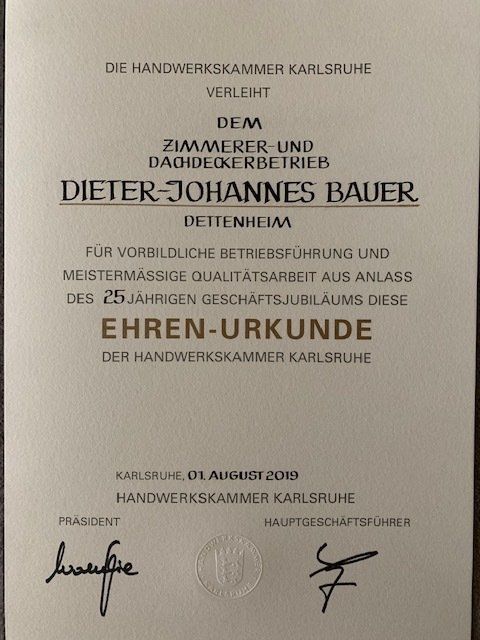 DIE HANDWERKSKAMMER KARLSRUHE
VERLEIHT
DEM
ZIMMERER-UND
DACHDECKERBETRIEB
DIETER-JOHANNES BAUER
DETTENHEIM
FÜR VORBILDLICHE BETRIEBSFÜHRUNG UND
MEISTERMÄSSIGE QUALITÄTSARBEIT AUS ANLASS
DES 25 JÄHRIGEN GESCHÄFTSJUBILÄUMS DIESE
EHREN-URKUNDE
DER HANDWERKSKAMMER KARLSRUHE
KARLSRUHE, 01. AUGUST 2019
HANDWERKSKAMMER KARLSRUHE
PRÄSIDENT HAUPTGESCHÄFTSFÜHRER
HANDWERKSKAMMER
KARLSRUHE